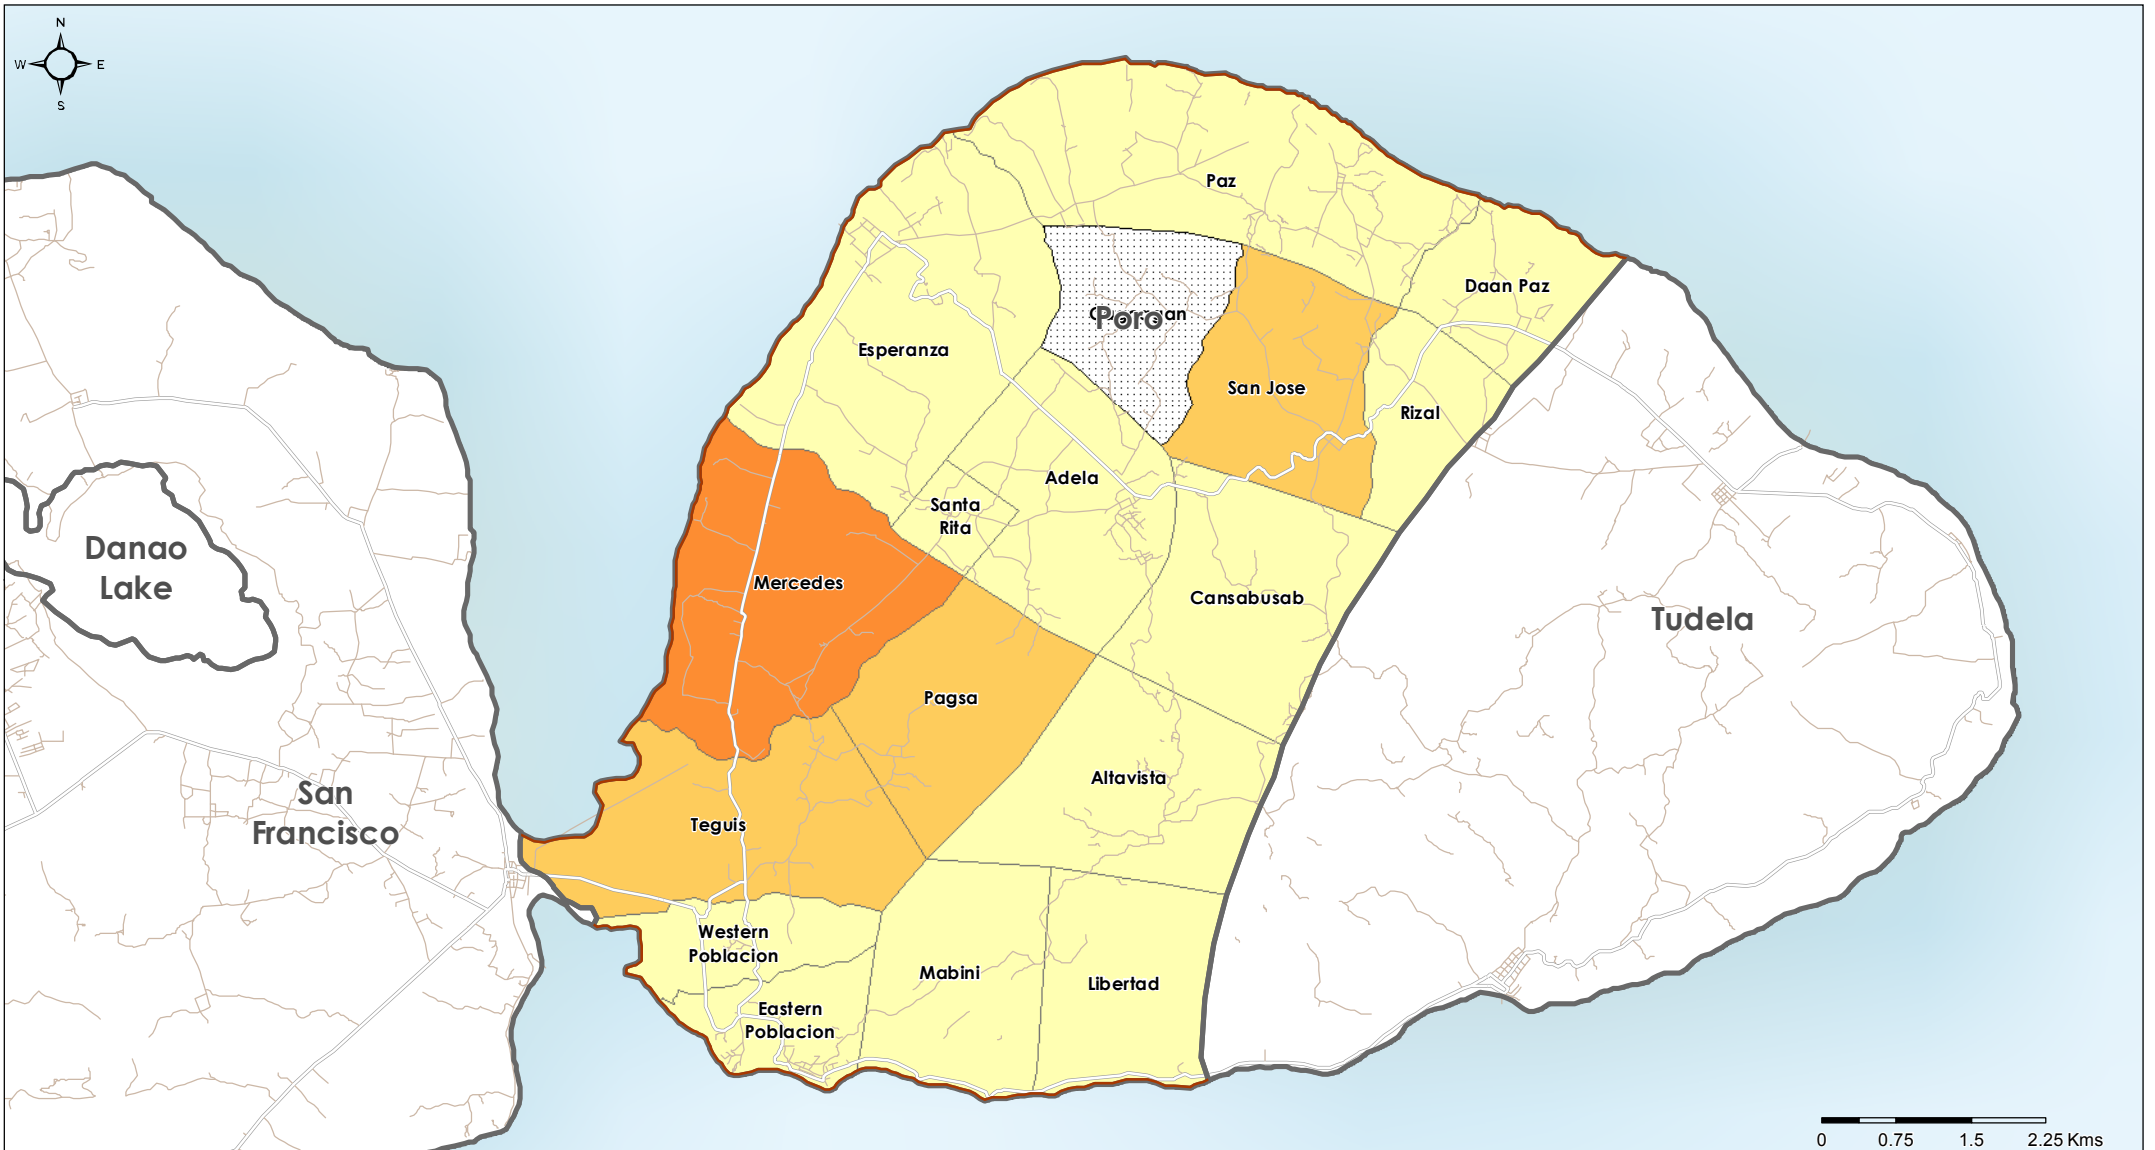 N
W E
S
Paz
Daan Paz
Poro
Esperanza
San Jose
Rizal
Adela
Santa
Rita
Danao
Lake
Mercedes
Cansabusab
Tudela
Pagsa
Altavista
San
Francisco
Teguis
Western
Poblacion
Mabini
Libertad
Eastern
Poblacion
0 0.75 1.5 2.25 Kms